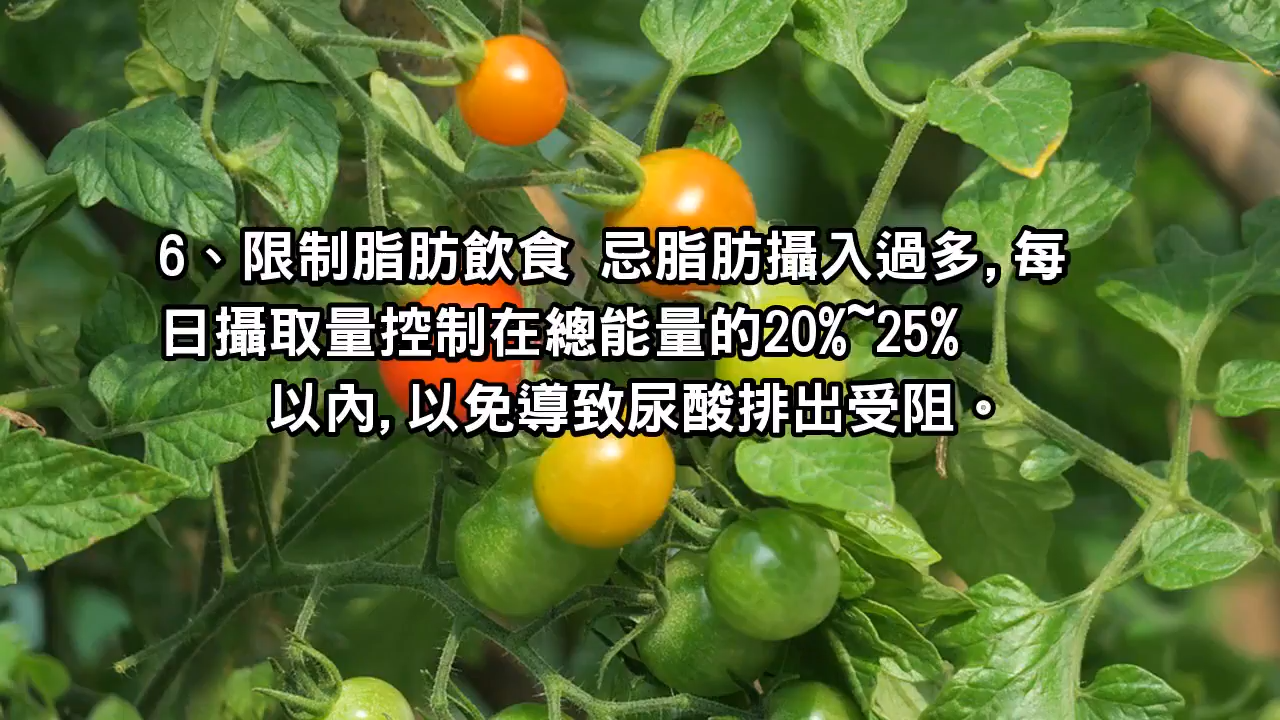 6、限制脂肪飲食 忌脂肪攝入過多,每
日攝取量控制在總能量的20%~25%
以內,以免導致尿酸排出受阻。